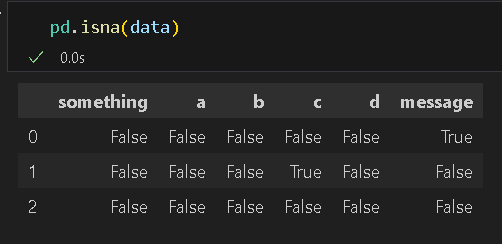 pd.isna(data)
0.0s
something a b c d message
0 False False False False False True
1 False False False True False False
2 False False False False False False